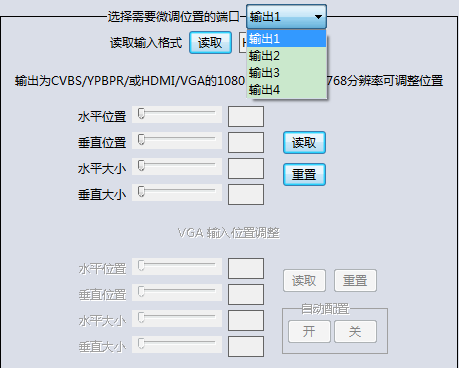 选择需要微调位置的端口 输出1
输出1
读取输入格式 读取
输出2
输出3
输出为CVBS/YPBPR/或HDMI/VGA的1080 768分辨率可调整位置
输出4
水平位置
垂直位置 读取
水平大小 重置
垂直大小
VGA 输入位置调整
水平位置 读取 重置
垂直位置
自动配置
水平大小 开 关
垂直大小